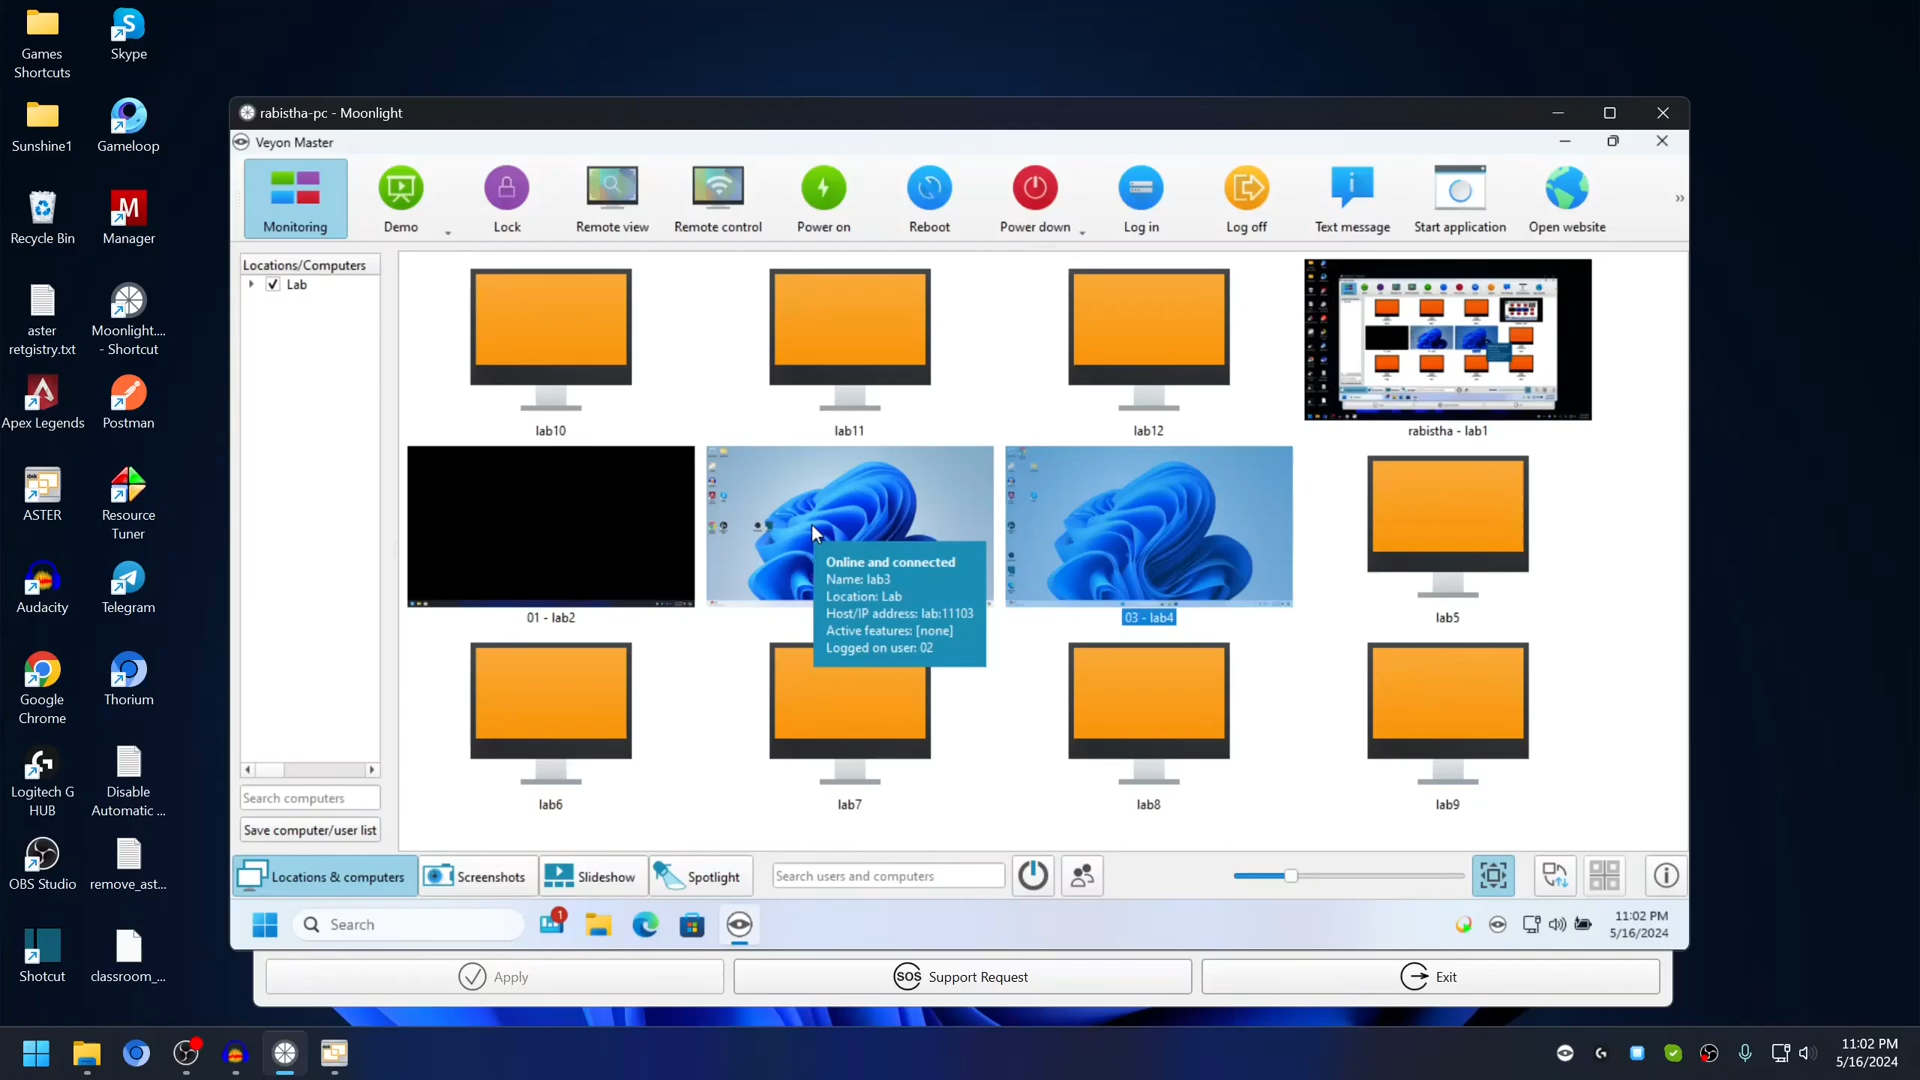 Games
Shortcuts
Skype
Sunshine1
Gameloop
Recycle Bin
Manager
aster
retgistry.txt
Moonlight....
- Shortcut
Apex Legends
Postman
ASTER
Resource
Tuner
Audacity
Telegram
Google
Chrome
Thorium
Logitech G
HUB
Disable
Automatic ...
OBS Studio
remove_ast...
Shotcut
classroom_...
rabistha-pc - Moonlight
Veyon Master
Monitoring
Demo
Lock
Remote view
Remote control
Power on
Reboot
Power down
Log in
Log off
Text message
Start application
Open website
»
Locations/Computers
Lab
lab10
lab11
lab12
rabistha - lab1
01 - lab2
03 - lab4
lab5
Online and connected
Name: lab3
Location: Lab
Host/IP address: lab:11103
Active features: [none]
Logged on user: 02
lab6
lab7
lab8
lab9
Search computers
Save computer/user list
Locations & computers
Screenshots
Slideshow
Spotlight
Search users and computers
Search
1
11:02 PM
5/16/2024
Apply
SOS Support Request
Exit
11:02 PM
5/16/2024